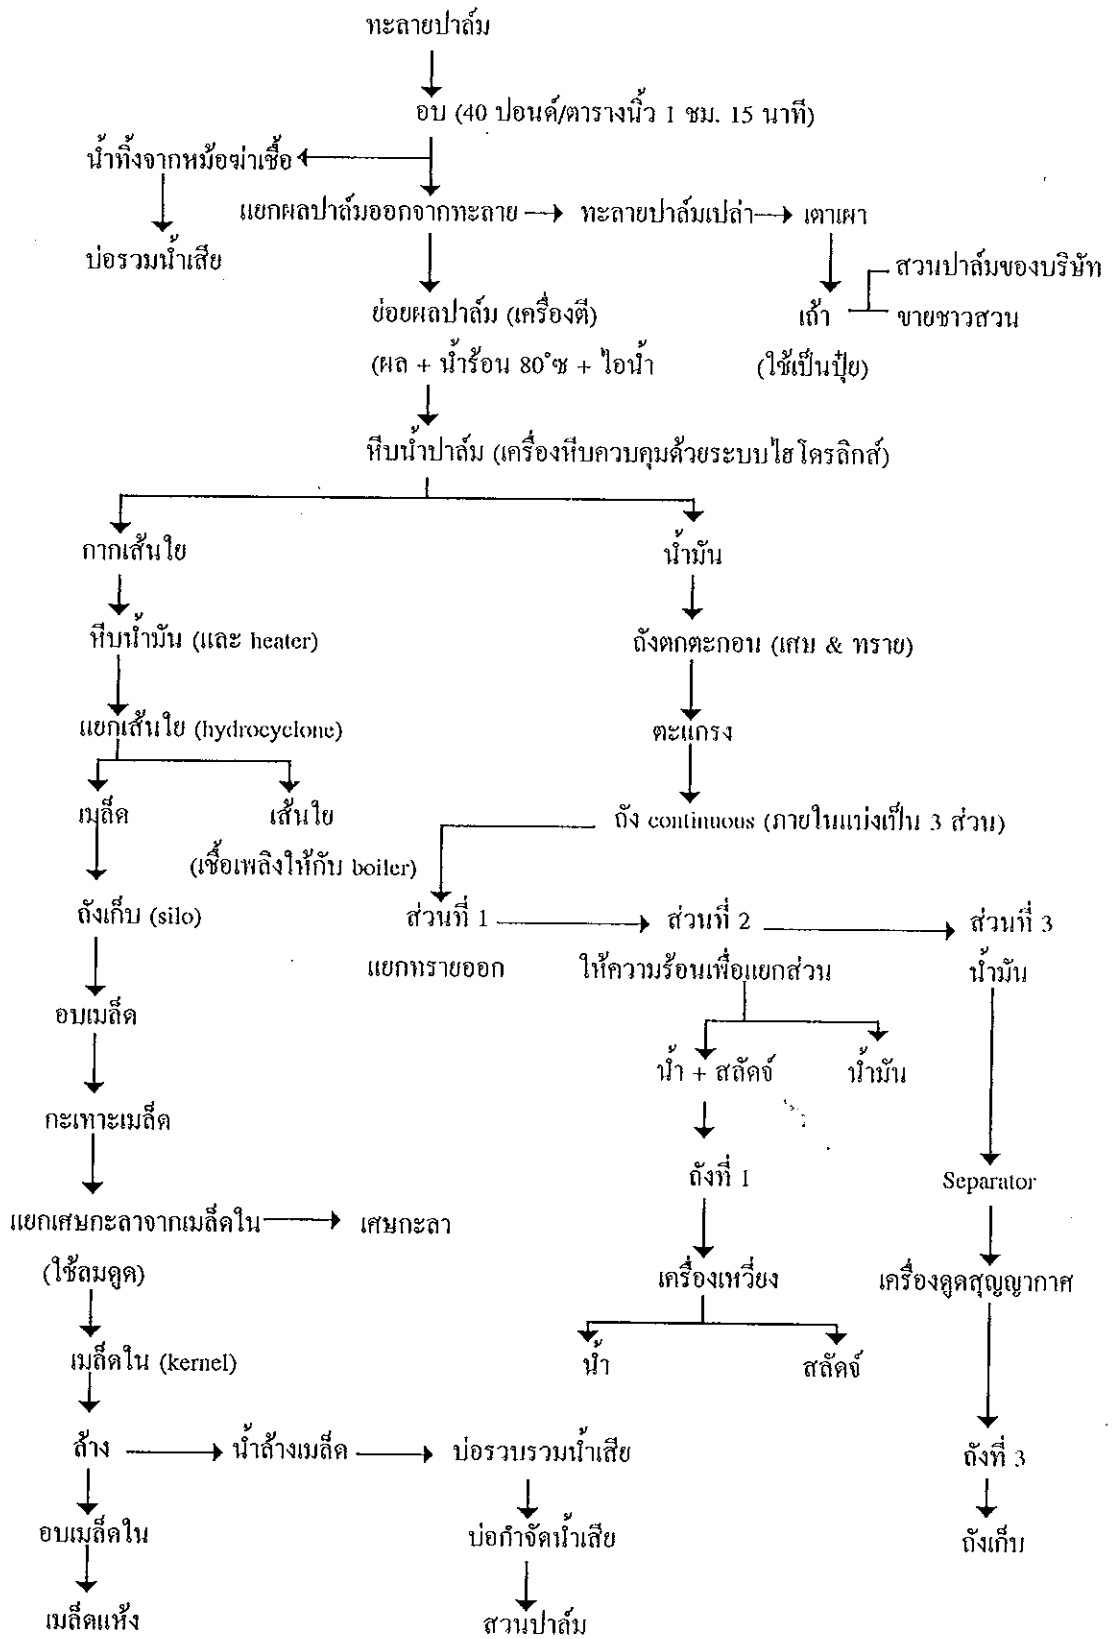 ทะลายปาล์ม
อบ (40 ปอนด์/ตารางนิ้ว 1 ชม. 15 นาที)
น้ำทิ้งจากหม้อฆ่าเชื้อ
แยกผลปาล์มออกจากทะลาย ทะลายปาล์มเปล่า เตาเผา
บ่อรวมน้ำเสีย
สวนปาล์มของบริษัท
ย่อยผลปาล์ม (เครื่องตี) เถ้า ขายชาวสวน
(ผล + น้ำร้อน 80°ซ + ไอน้ำ (ใช้เป็นปุ๋ย)
หีบน้ำปาล์ม (เครื่องหีบควบคุมด้วยระบบไฮโดรลิกส์)
กากเส้นใย น้ำมัน
หีบน้ำมัน (และ heater) ถังตกตะกอน (เศษ & ทราย)
แยกเส้นใย (hydrocyclone) ตะแกรง
เมล็ด เส้นใย ถัง continuous (ภายในแบ่งเป็น 3 ส่วน)
(เชื้อเพลิงให้กับ boiler)
ถังเก็บ (silo) ส่วนที่ 1 ส่วนที่ 2 ส่วนที่ 3
แยกทรายออก ให้ความร้อนเพื่อแยกส่วน น้ำมัน
อบเมล็ด
น้ำ + สลัดจ์ น้ำมัน
กะเทาะเมล็ด
ถังที่ 1 Separator
แยกเศษกะลาจากเมล็ดใน เศษกะลา
(ใช้ลมดูด) เครื่องเหวี่ยง เครื่องดูดสุญญากาศ
เมล็ดใน (kernel) น้ำ สลัดจ์
ล้าง น้ำล้างเมล็ด บ่อรวบรวมน้ำเสีย ถังที่ 3
อบเมล็ดใน บ่อกำจัดน้ำเสีย ถังเก็บ
เมล็ดแห้ง สวนปาล์ม